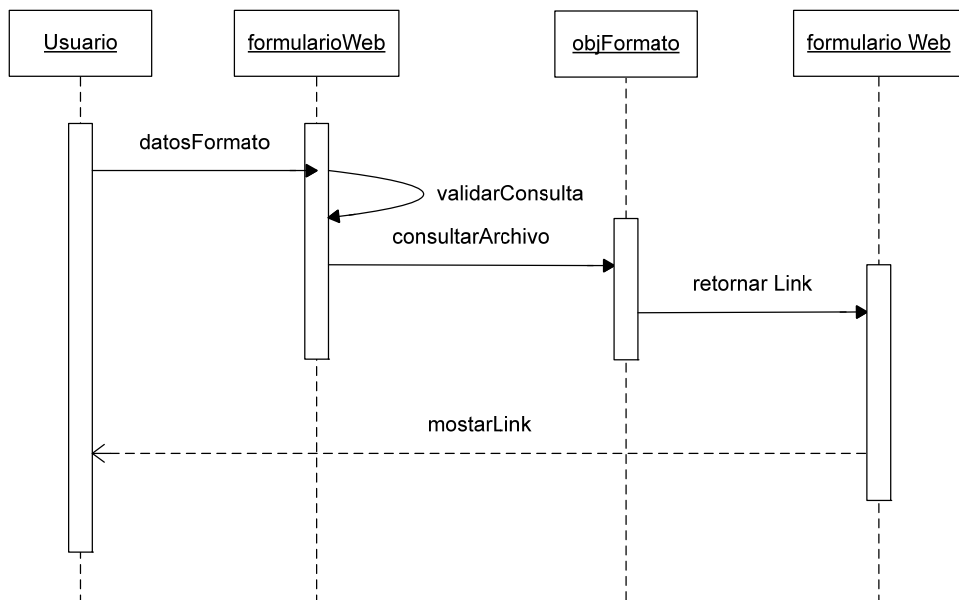 Usuario
formularioWeb
objFormato
formulario Web
datosFormato
validarConsulta
consultarArchivo
retornar Link
mostarLink